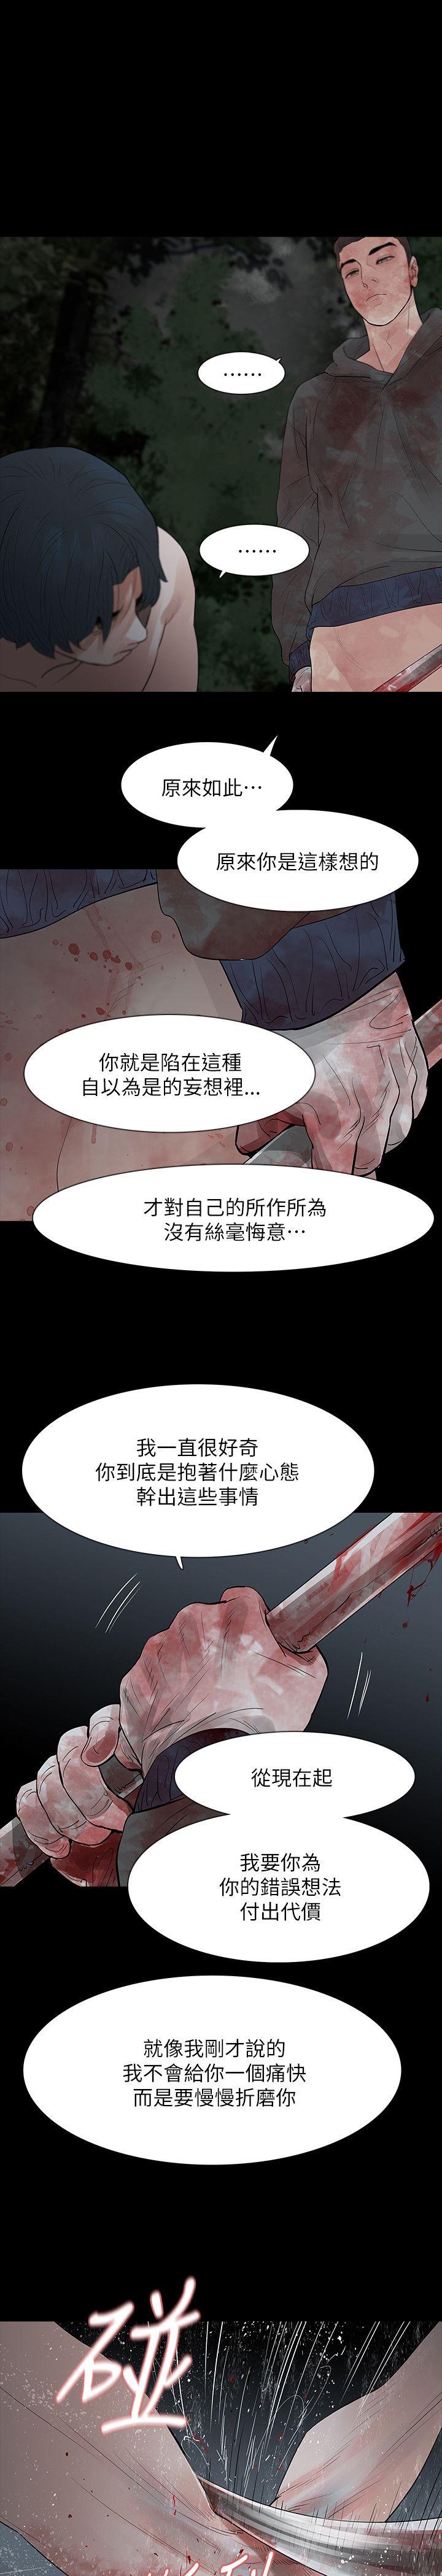 ……
……
原來如此…
原來你是這樣想的
你就是陷在這種
自以為是的妄想裡...
才對自己的所作所為
沒有絲毫悔意…
我一直很好奇
你到底是抱著什麼心態
幹出這些事情
從現在起
我要你為
你的錯誤想法
付出代價
就像我剛才說的
我不會給你一個痛快
而是要慢慢折磨你
碰